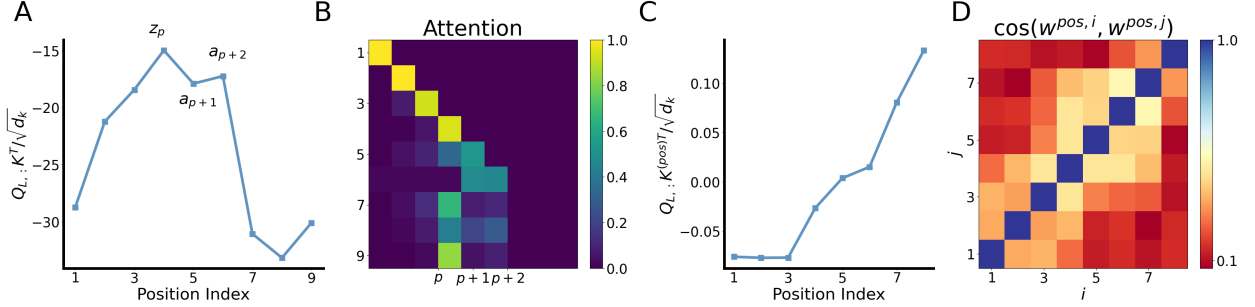 A
B
C
D
z_p
a_{p+2}
a_{p+1}
−15
−20
−25
−30
Q_{L,:}K^T/√d_k
1
3
5
7
9
Position Index
Attention
1
3
5
7
9
p
p+1
p+2
1.0
0.8
0.6
0.4
0.2
0.0
Q_{L,:}K^{(pos)T}/√d_k
0.10
0.05
0.00
−0.05
1
3
5
7
Position Index
cos(w^{pos,i}, w^{pos,j})
j
7
5
3
1
1
3
5
7
i
1.0
0.1